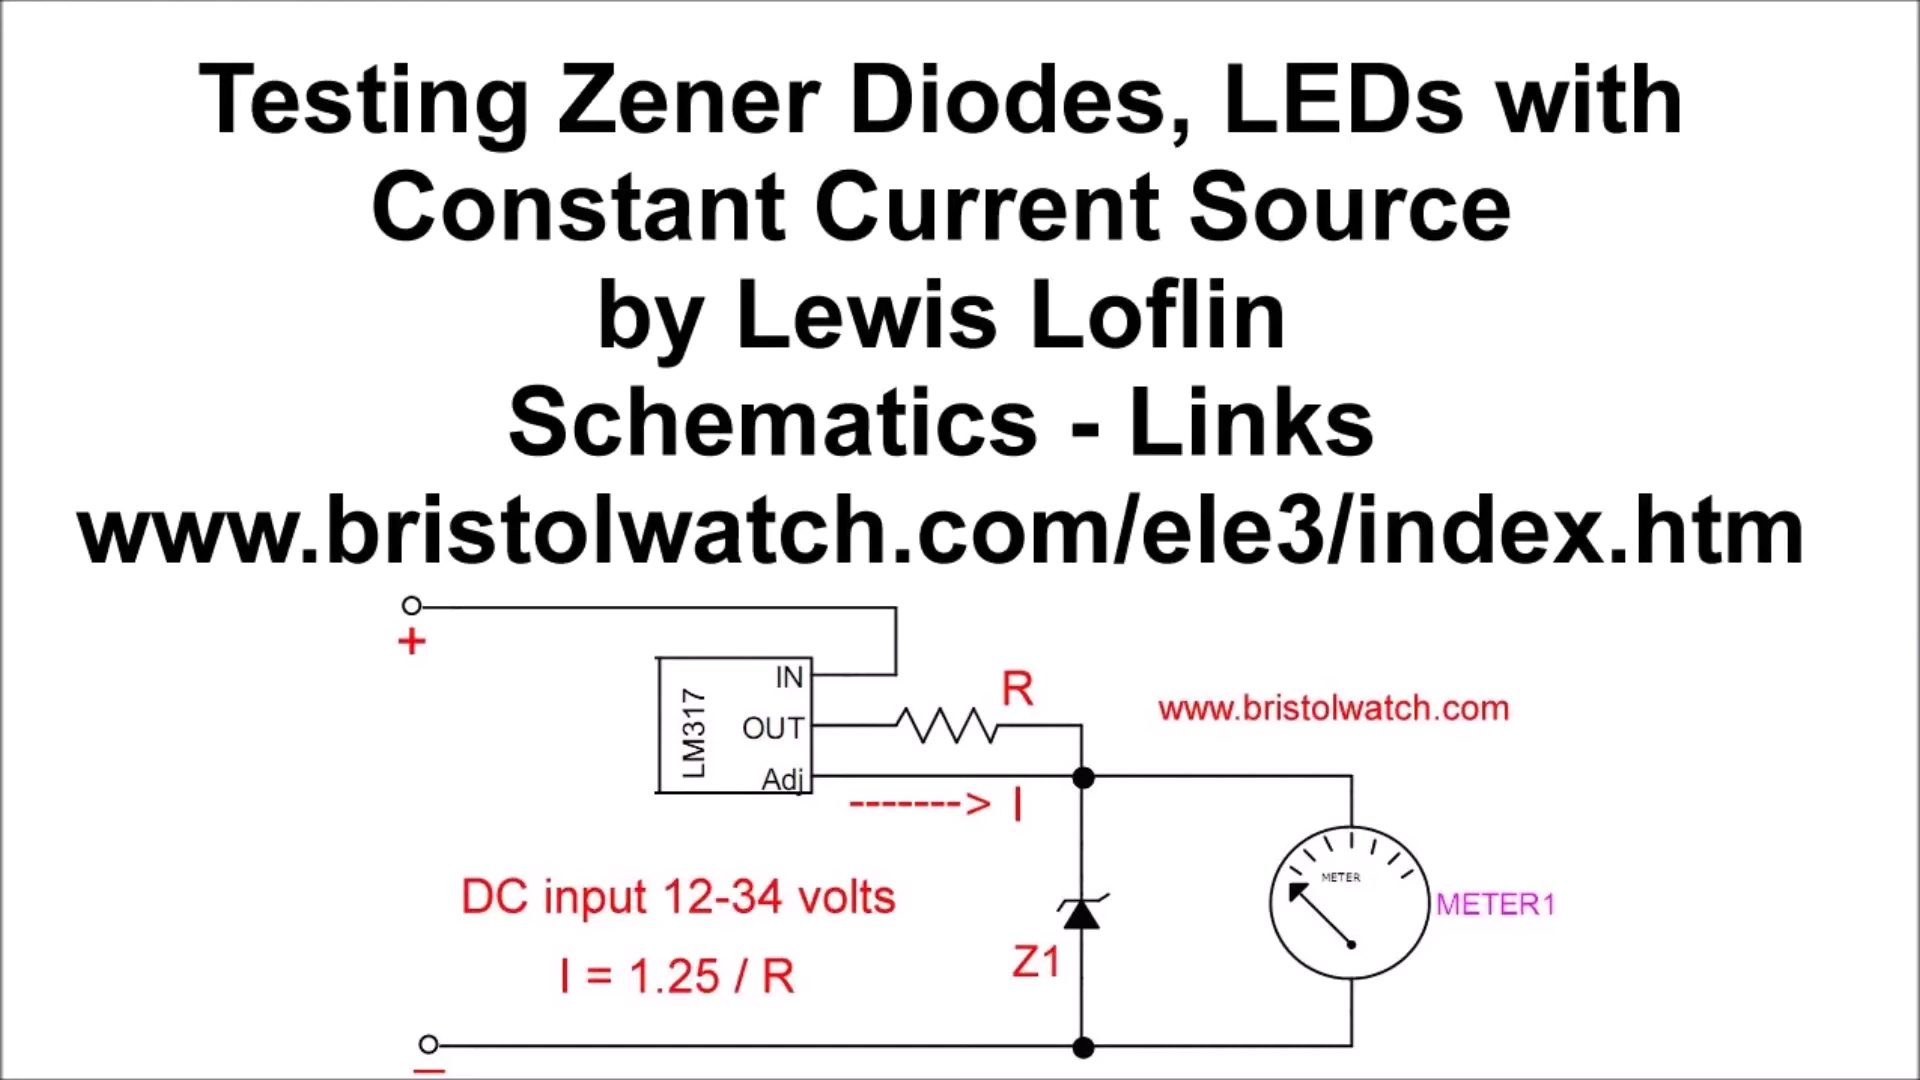 Testing Zener Diodes, LEDs with
Constant Current Source
by Lewis Loflin
Schematics - Links
www.bristolwatch.com/ele3/index.htm
+
LM317
IN
OUT
Adj
R
www.bristolwatch.com
-------> I
METER
METER1
DC input 12-34 volts
I = 1.25 / R
Z1
_